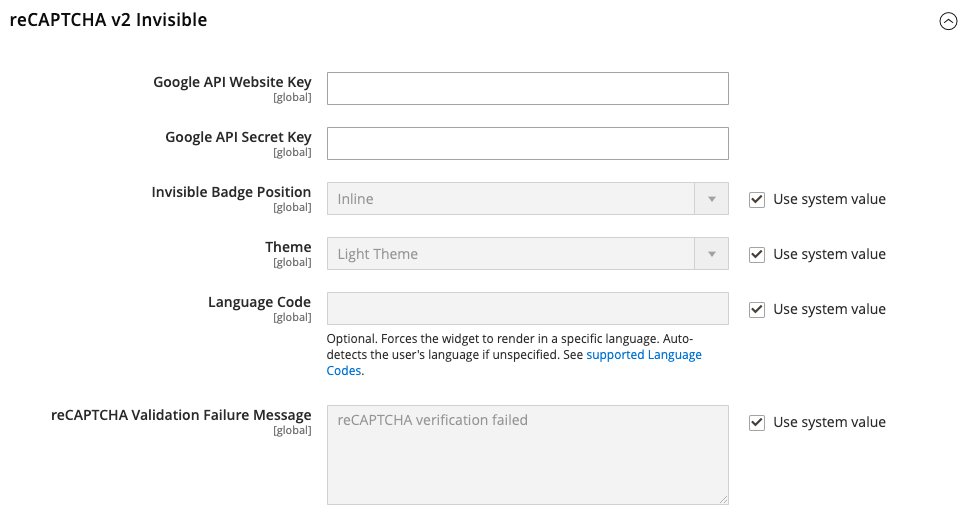 reCAPTCHA v2 Invisible
Google API Website Key
[global]
Google API Secret Key
[global]
Invisible Badge Position
[global]
Inline
Use system value
Theme
[global]
Light Theme
Use system value
Language Code
[global]
Use system value
Optional. Forces the widget to render in a specific language. Auto-
detects the user's language if unspecified. See supported Language
Codes.
reCAPTCHA Validation Failure Message
[global]
reCAPTCHA verification failed
Use system value